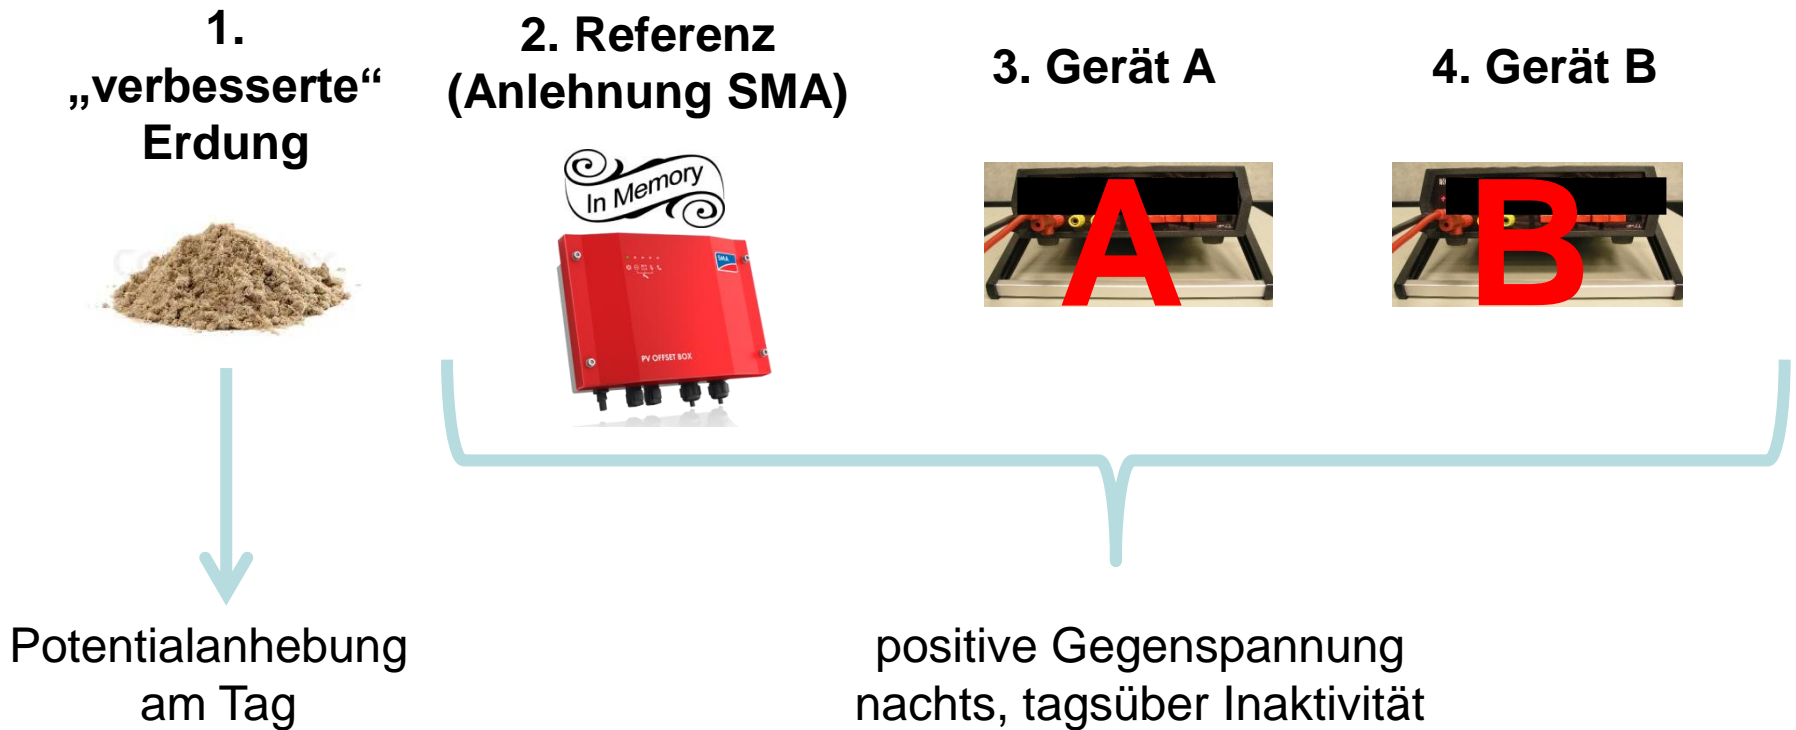 1.
„verbesserte“
Erdung
2. Referenz
(Anlehnung SMA)
3. Gerät A
4. Gerät B
In Memory
SMA
PV OFFSET BOX
A
B
Potentialanhebung
am Tag
positive Gegenspannung
nachts, tagsüber Inaktivität